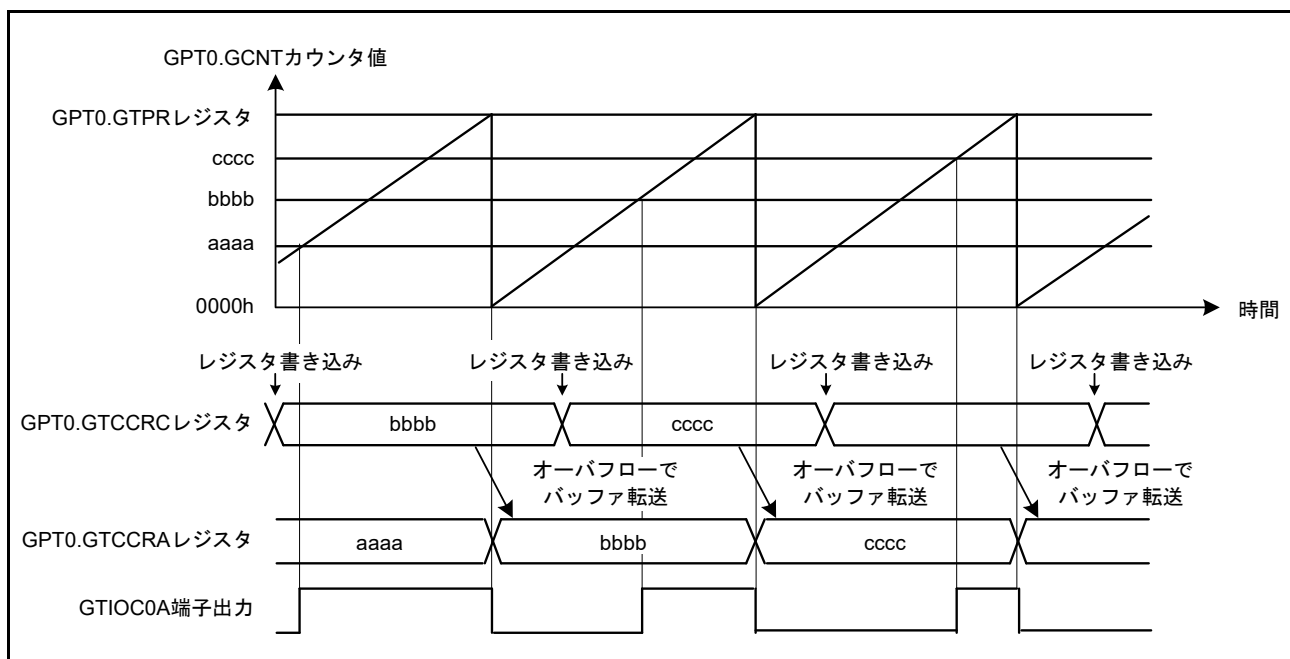 GPT0.GCNTカウンタ値
GPT0.GTPRレジスタ
cccc
bbbb
aaaa
0000h
時間
レジスタ書き込み
レジスタ書き込み
レジスタ書き込み
レジスタ書き込み
GPT0.GTCCRCレジスタ
bbbb
cccc
オーバフローで
バッファ転送
オーバフローで
バッファ転送
オーバフローで
バッファ転送
GPT0.GTCCRAレジスタ
aaaa
bbbb
cccc
GTIOC0A端子出力